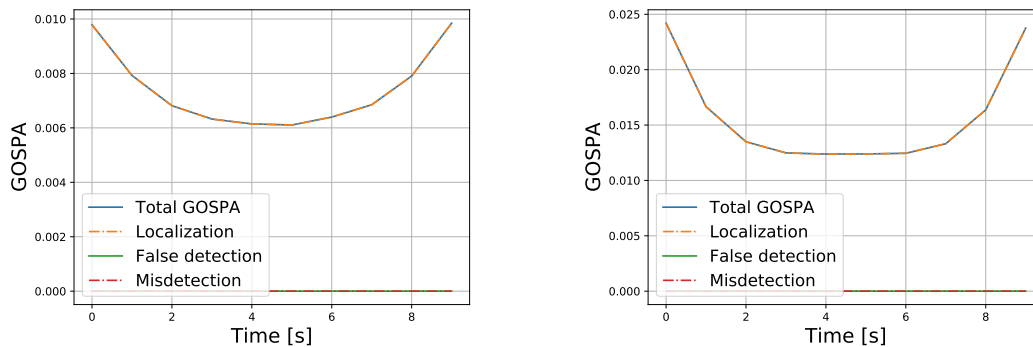 0.010
0.008
0.006
0.004
0.002
0.000
GOSPA
Total GOSPA
Localization
False detection
Misdetection
0 2 4 6 8
Time [s]
0.025
0.020
0.015
0.010
0.005
0.000
GOSPA
Total GOSPA
Localization
False detection
Misdetection
0 2 4 6 8
Time [s]